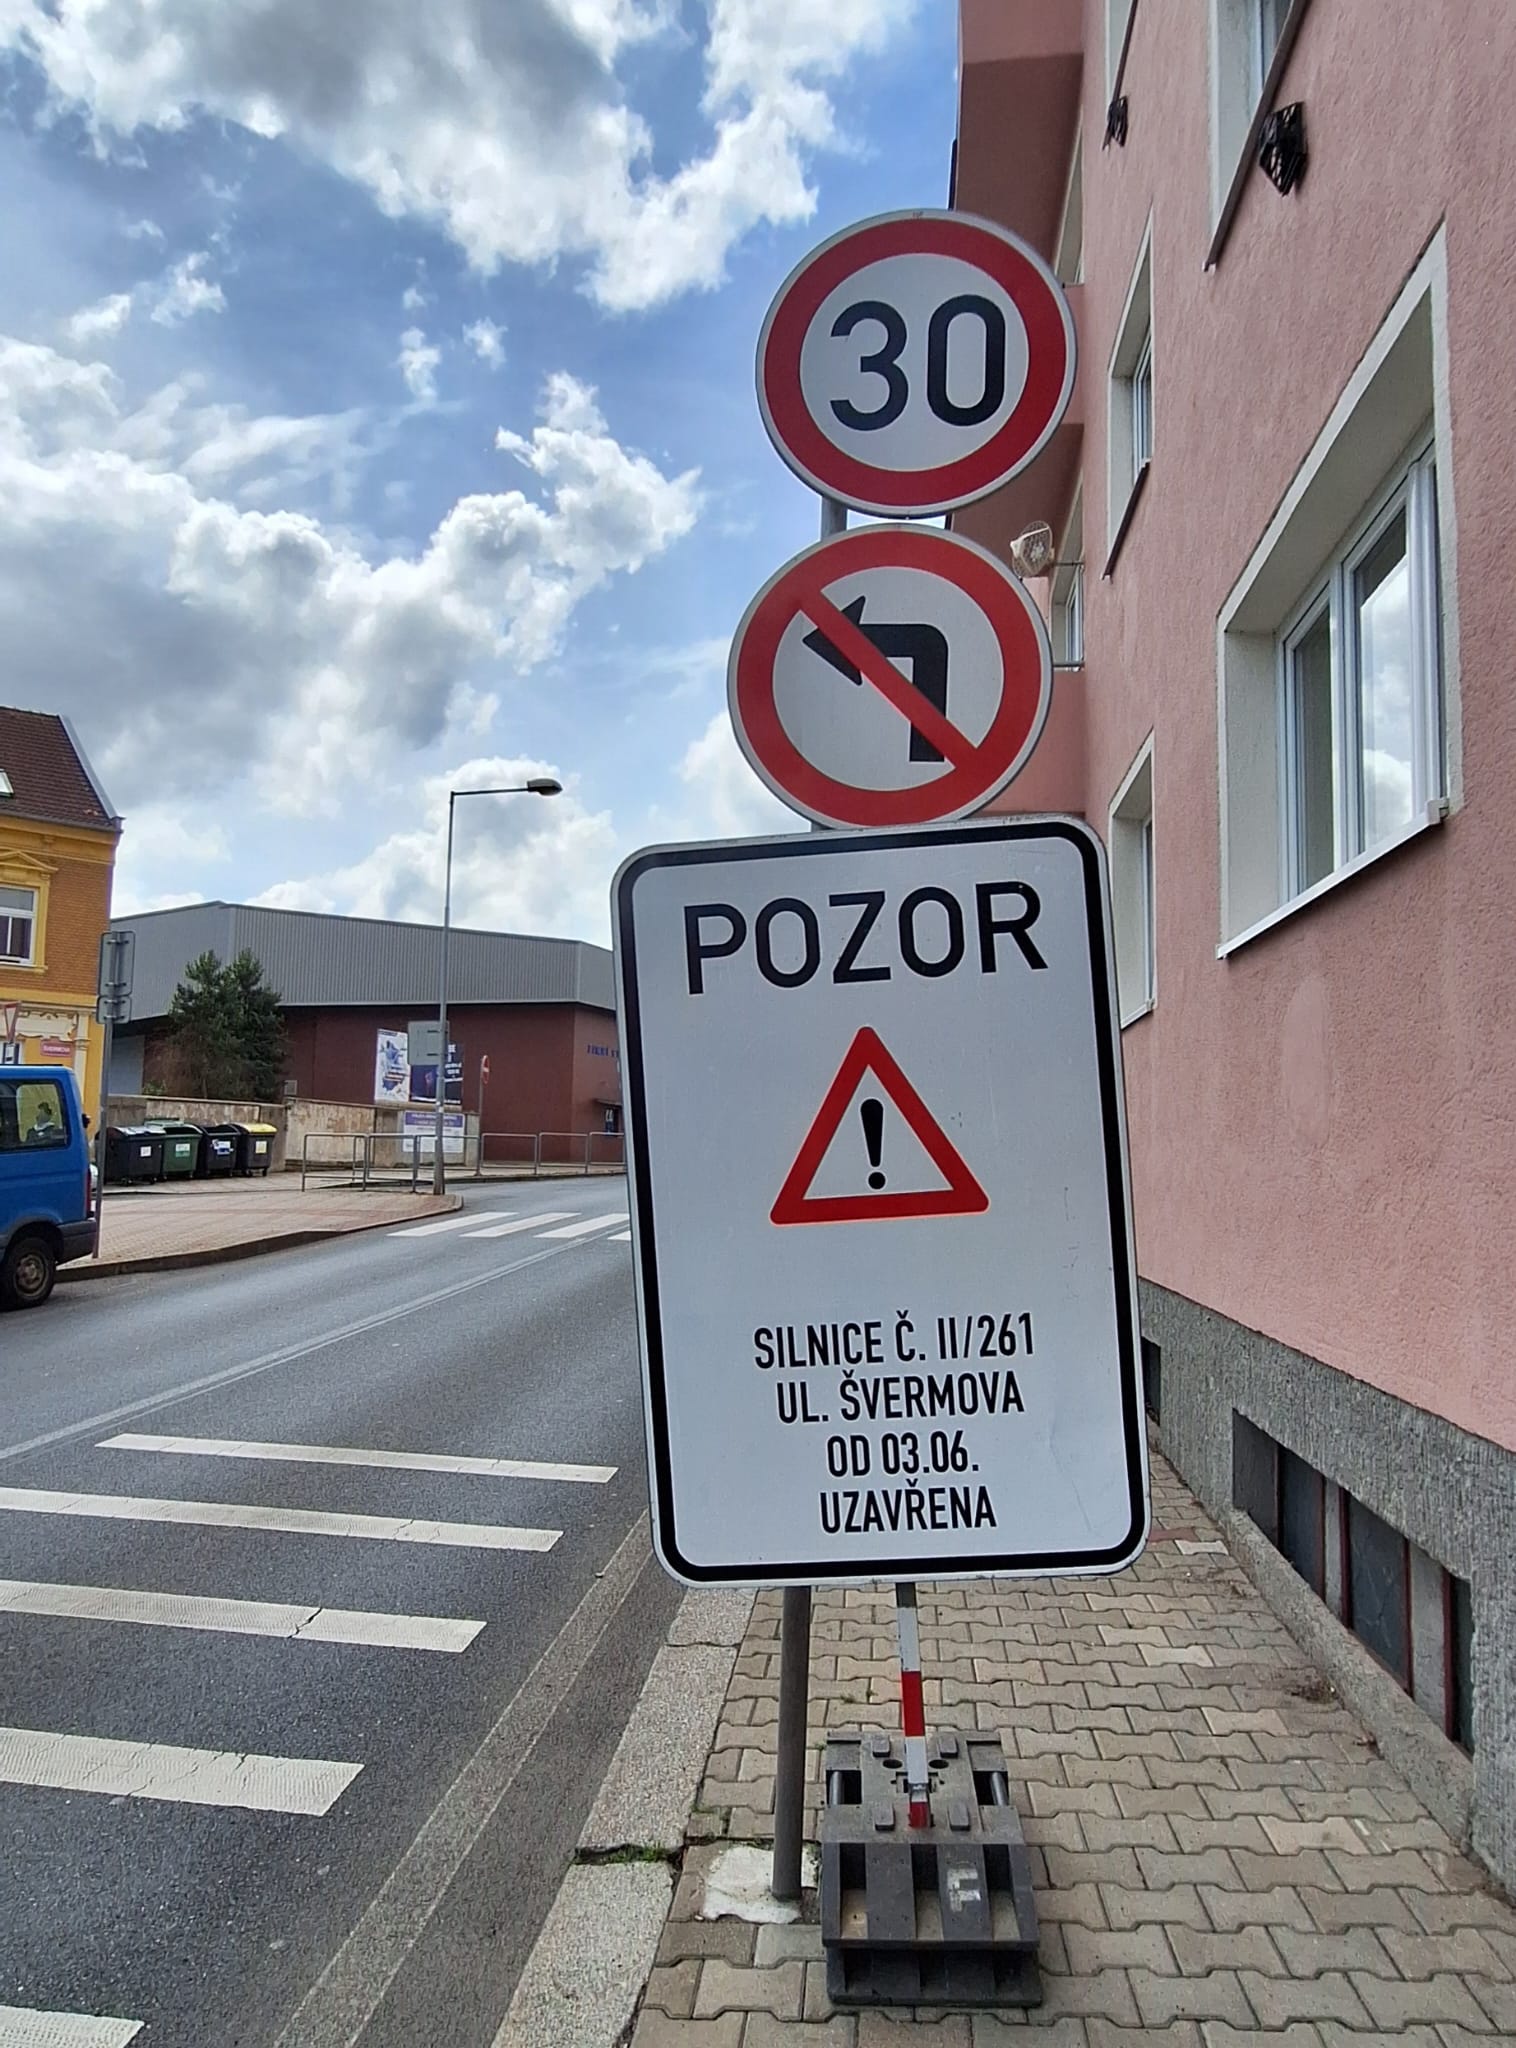 30
POZOR
!
SILNICE Č. II/261
UL. ŠVERMOVA
OD 03.06.
UZAVŘENA